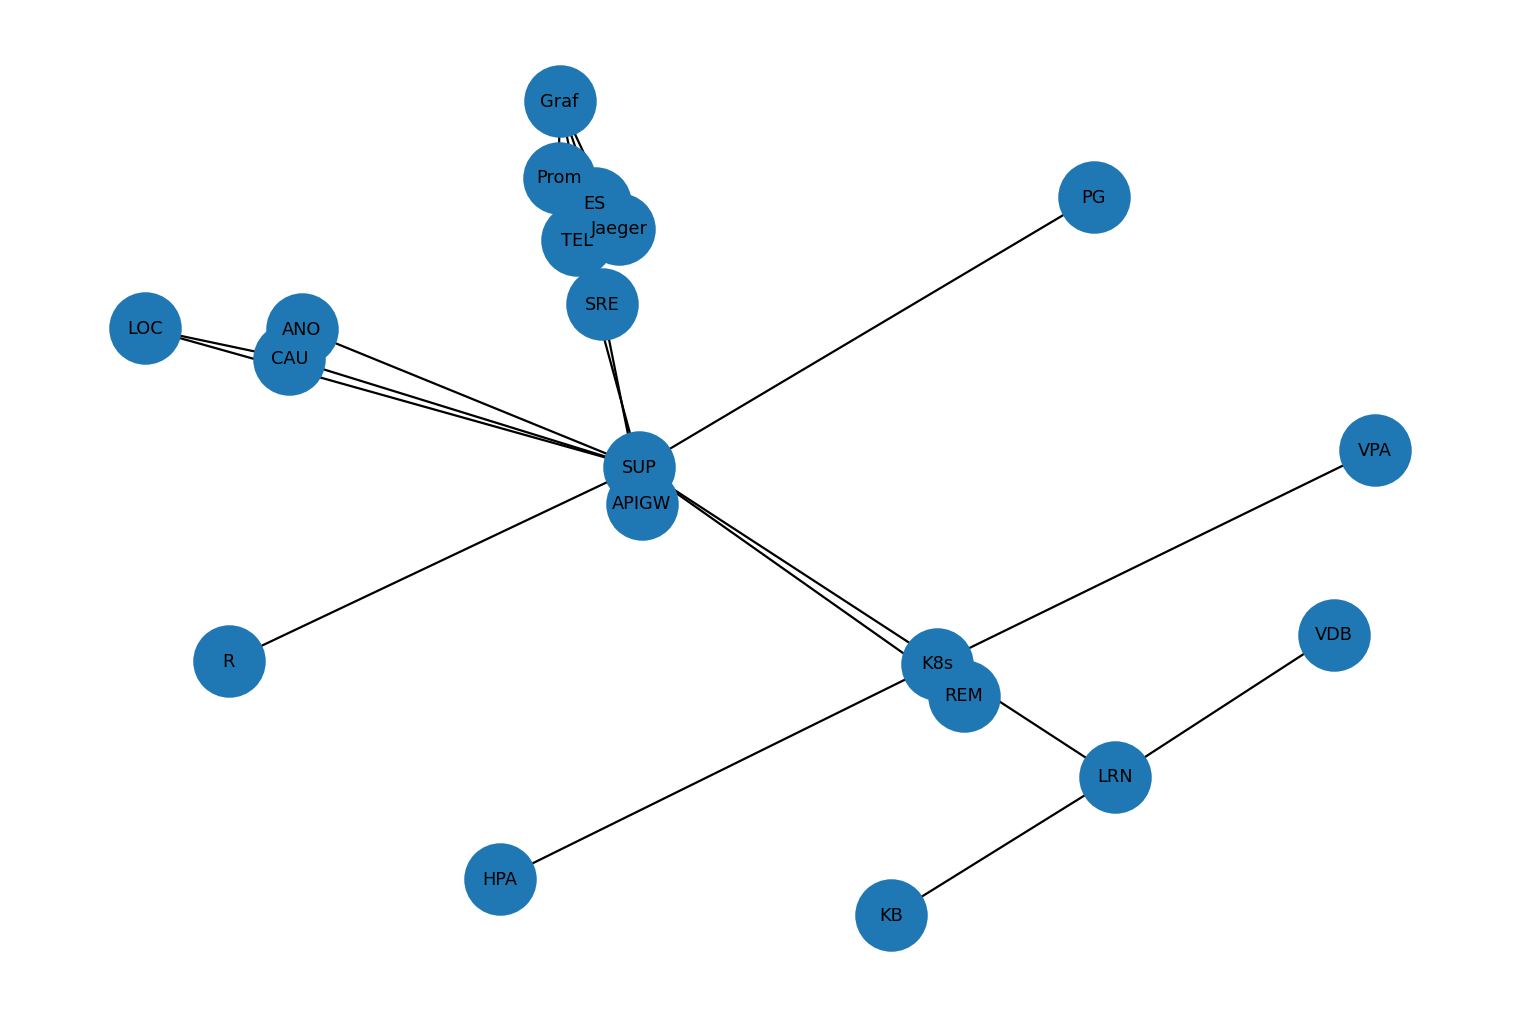 Graf
Prom
PG
ES
Jaeger
TEL
SRE
LOC
ANO
CAU
VPA
SUP
APIGW
VDB
R
K8s
REM
LRN
HPA
KB